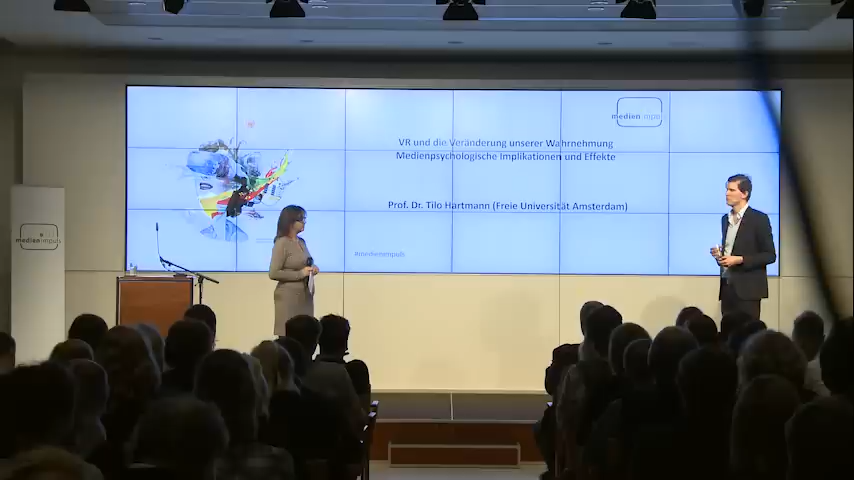 medien impuls
VR und die Veränderung unserer Wahrnehmung
Medienpsychologische Implikationen und Effekte
Prof. Dr. Tilo Hartmann (Freie Universität Amsterdam)
medien impuls